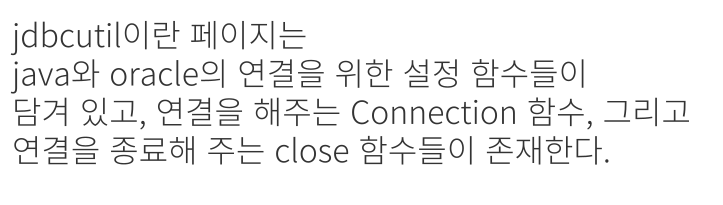 jdbcutil이란 페이지는
java와 oracle의 연결을 위한 설정 함수들이
담겨 있고, 연결을 해주는 Connection 함수, 그리고
연결을 종료해 주는 close 함수들이 존재한다.